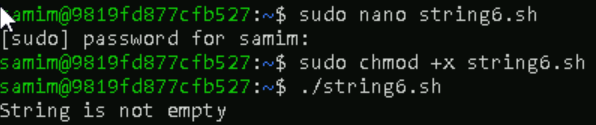 samim@9819fd877cfb527:~$ sudo nano string6.sh
[sudo] password for samim:
samim@9819fd877cfb527:~$ sudo chmod +x string6.sh
samim@9819fd877cfb527:~$ ./string6.sh
String is not empty